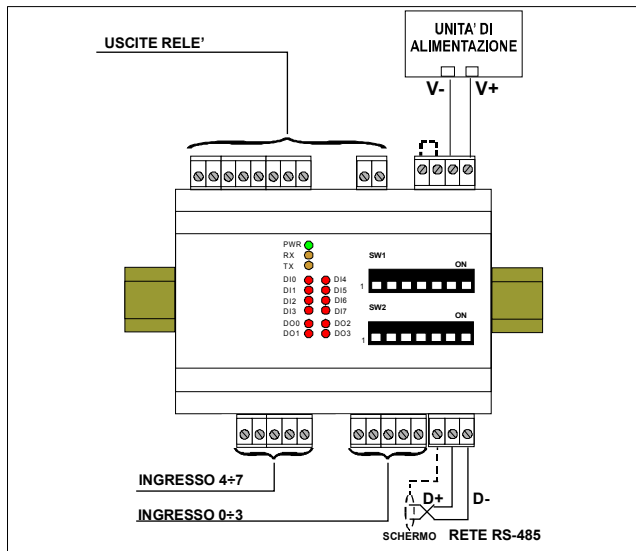 UNITA' DI
ALIMENTAZIONE
USCITE RELE'
V- V+
PWR
RX
TX
DI0 DI4
DI1 DI5
DI2 DI6
DI3 DI7
DO0 DO2
DO1 DO3
SW1
ON
1
SW2
ON
1
INGRESSO 4÷7
INGRESSO 0÷3
D+ D-
SCHERMO RETE RS-485